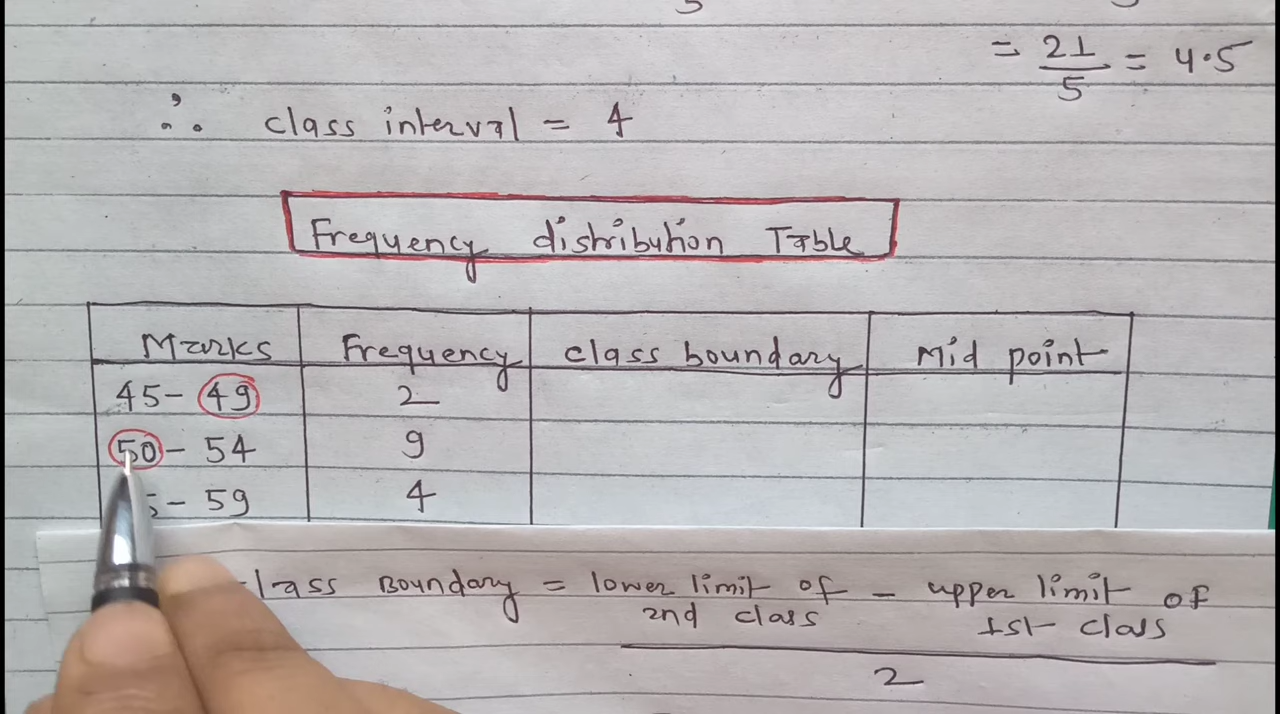 = 21/5 = 4.5
∴ class interval = 4
Frequency distribution Table
Marks Frequency class boundary Mid point
45- 49 2
50- 54 9
5- 59 4
lass Boundary = lower limit of 2nd class - upper limit of 1st class
2